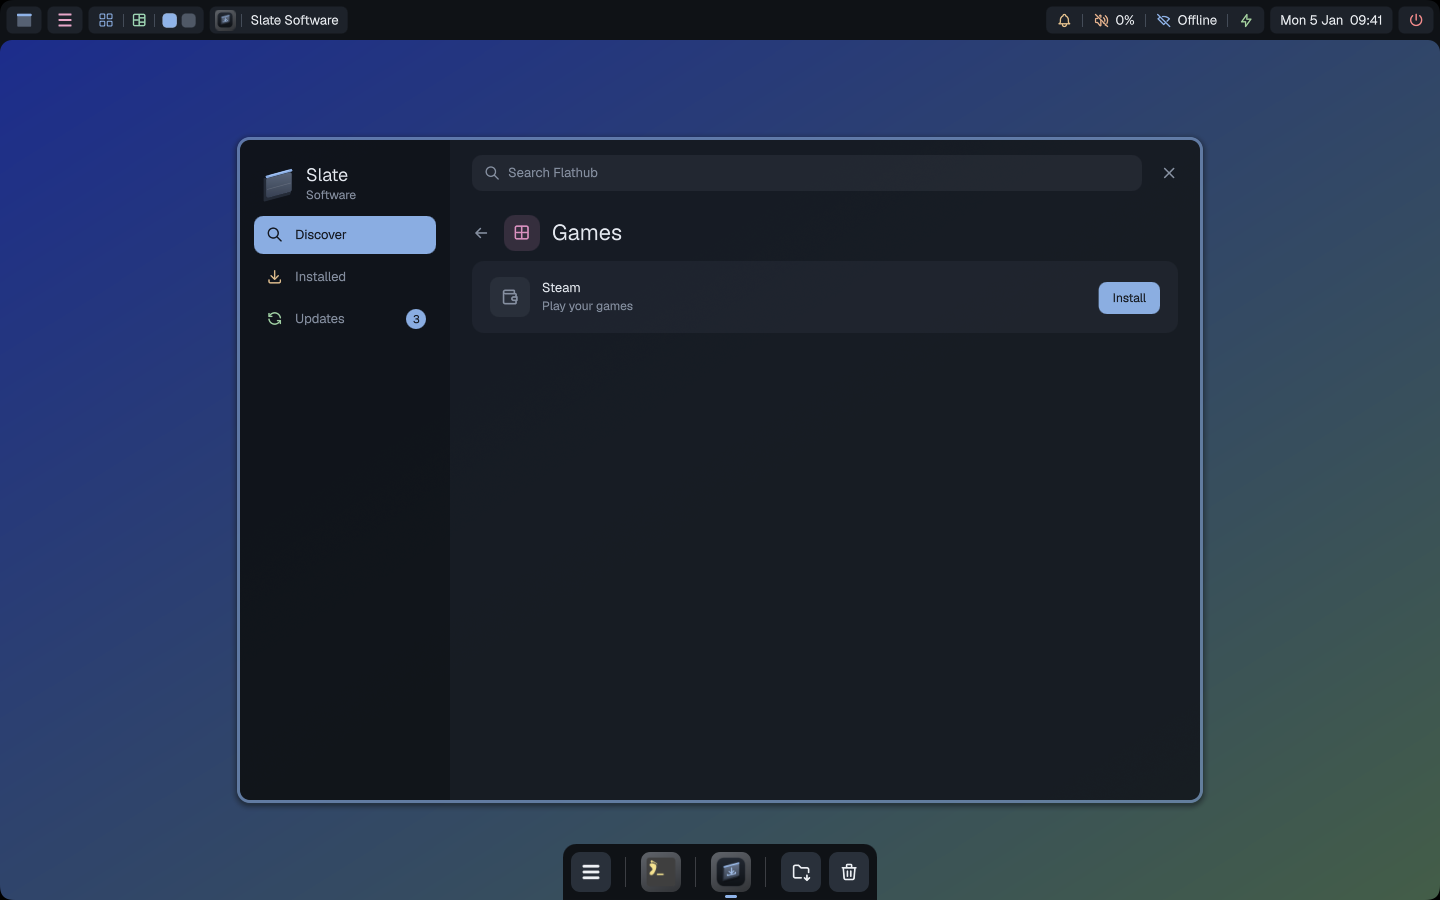 Slate Software
0%
Offline
Mon 5 Jan 09:41
Slate
Software
Search Flathub
Discover
Installed
Updates
3
Games
Steam
Play your games
Install